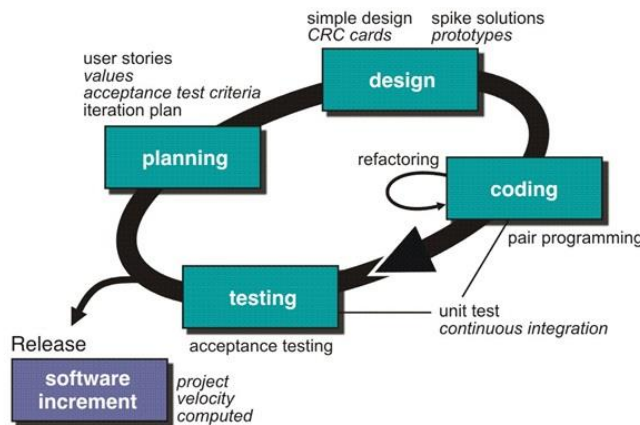 simple design
CRC cards
spike solutions
prototypes
user stories
values
acceptance test criteria
iteration plan
design
planning
refactoring
coding
pair programming
testing
unit test
continuous integration
acceptance testing
Release
software
increment
project
velocity
computed